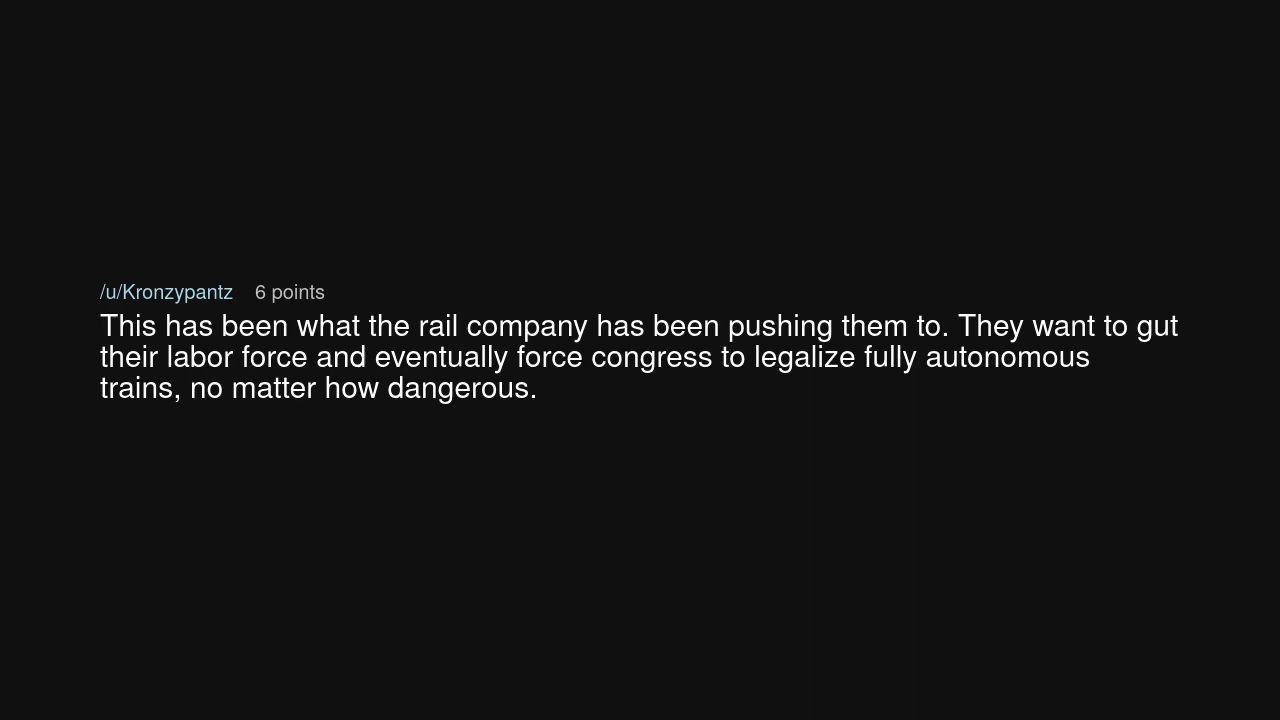 /u/Kronzypantz 6 points
This has been what the rail company has been pushing them to. They want to gut
their labor force and eventually force congress to legalize fully autonomous
trains, no matter how dangerous.